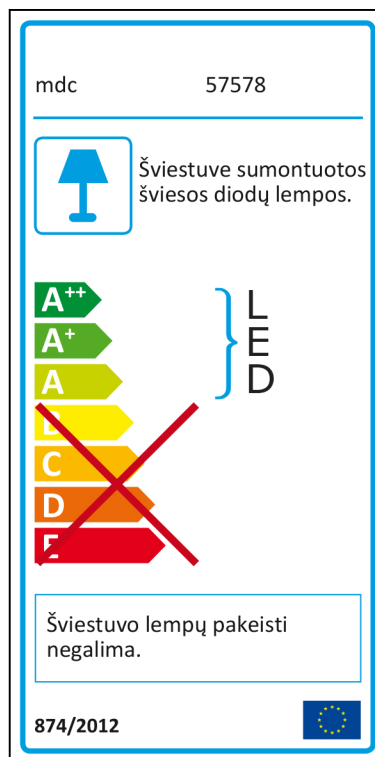 mdc 57578
Šviestuve sumontuotos
šviesos diodų lempos.
A++
A+
A
B
C
D
E
L
E
D
Šviestuvo lempų pakeisti
negalima.
874/2012